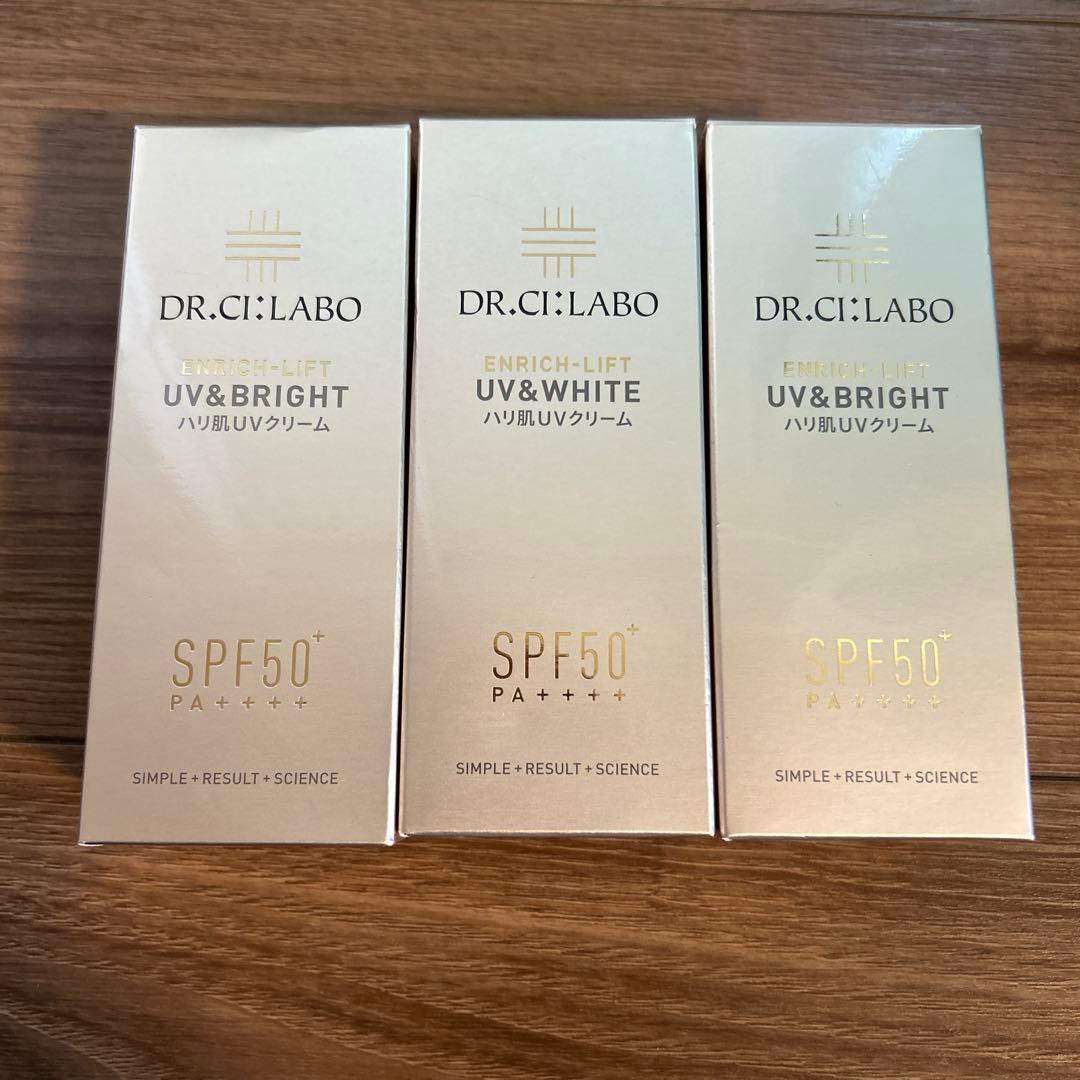 DR.CI:LABO
ENRICH-LIFT
UV&BRIGHT
ハリ肌UVクリーム
SPF50+
PA++++
SIMPLE+RESULT+SCIENCE
DR.CI:LABO
ENRICH-LIFT
UV&WHITE
ハリ肌UVクリーム
SPF50+
PA++++
SIMPLE+RESULT+SCIENCE
DR.CI:LABO
ENRICH-LIFT
UV&BRIGHT
ハリ肌UVクリーム
SPF50+
PA++++
SIMPLE+RESULT+SCIENCE